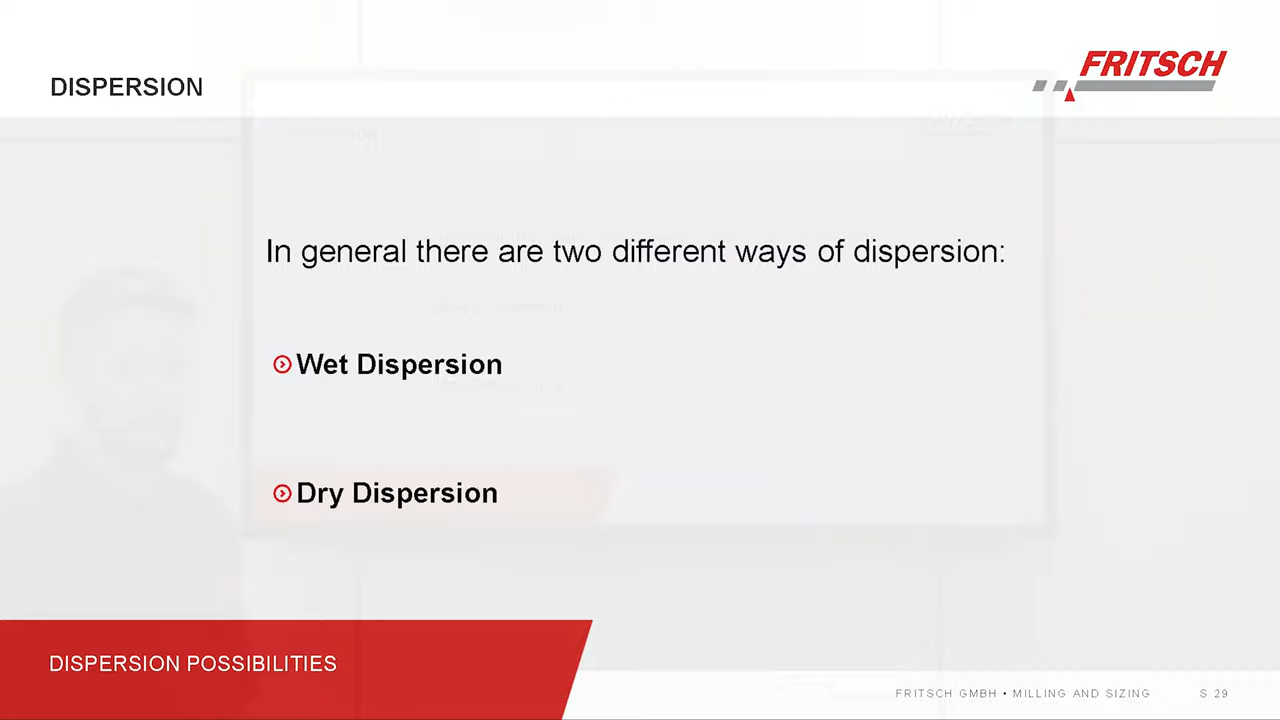 FRITSCH
DISPERSION
In general there are two different ways of dispersion:
Wet Dispersion
Dry Dispersion
DISPERSION POSSIBILITIES
FRITSCH GMBH • MILLING AND SIZING S 29